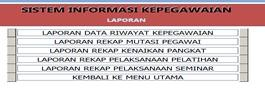 SISTEM INFORMASI KEPEGAWAIAN
LAPORAN
LAPORAN DATA RIWAYAT KEPEGAWAIAN
LAPORAN REKAP MUTASI PEGAWAI
LAPORAN REKAP KENAIKAN PANGKAT
LAPORAN REKAP PELAKSANAAN PELATIHAN
LAPORAN REKAP PELAKSANAAN SEMINAR
KEMBALI KE MENU UTAMA